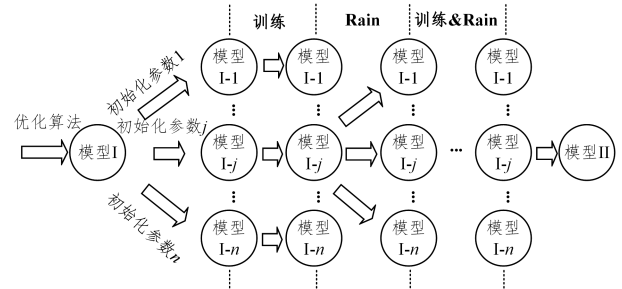 训练 Rain 训练&Rain
优化算法
模型I
初始化参数1
初始化参数j
初始化参数n
模型
I-1
模型
I-1
模型
I-1
模型
I-1
模型
I-j
模型
I-j
模型
I-j
...
模型
I-j
模型II
模型
I-n
模型
I-n
模型
I-n
模型
I-n